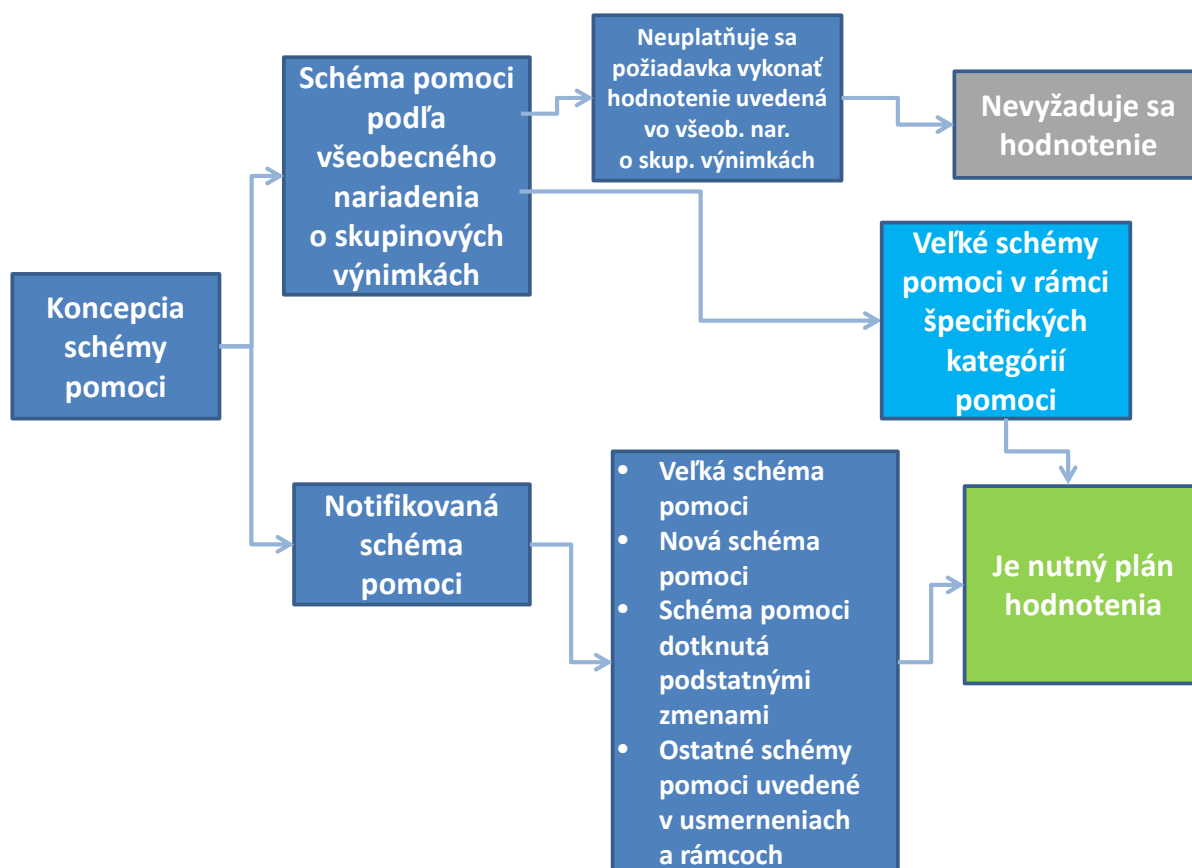 Koncepcia
schémy
pomoci
Schéma pomoci
podľa
všeobecného
nariadenia
o skupinových
výnimkách
Neuplatňuje sa
požiadavka vykonať
hodnotenie uvedená
vo všeob. nar.
o skup. výnimkách
Nevyžaduje sa
hodnotenie
Veľké schémy
pomoci v rámci
špecifických
kategórií
pomoci
Notifikovaná
schéma
pomoci
• Veľká schéma
pomoci
• Nová schéma
pomoci
• Schéma pomoci
dotknutá
podstatnými
zmenami
• Ostatné schémy
pomoci uvedené
v usmerneniach
a rámcoch
Je nutný plán
hodnotenia